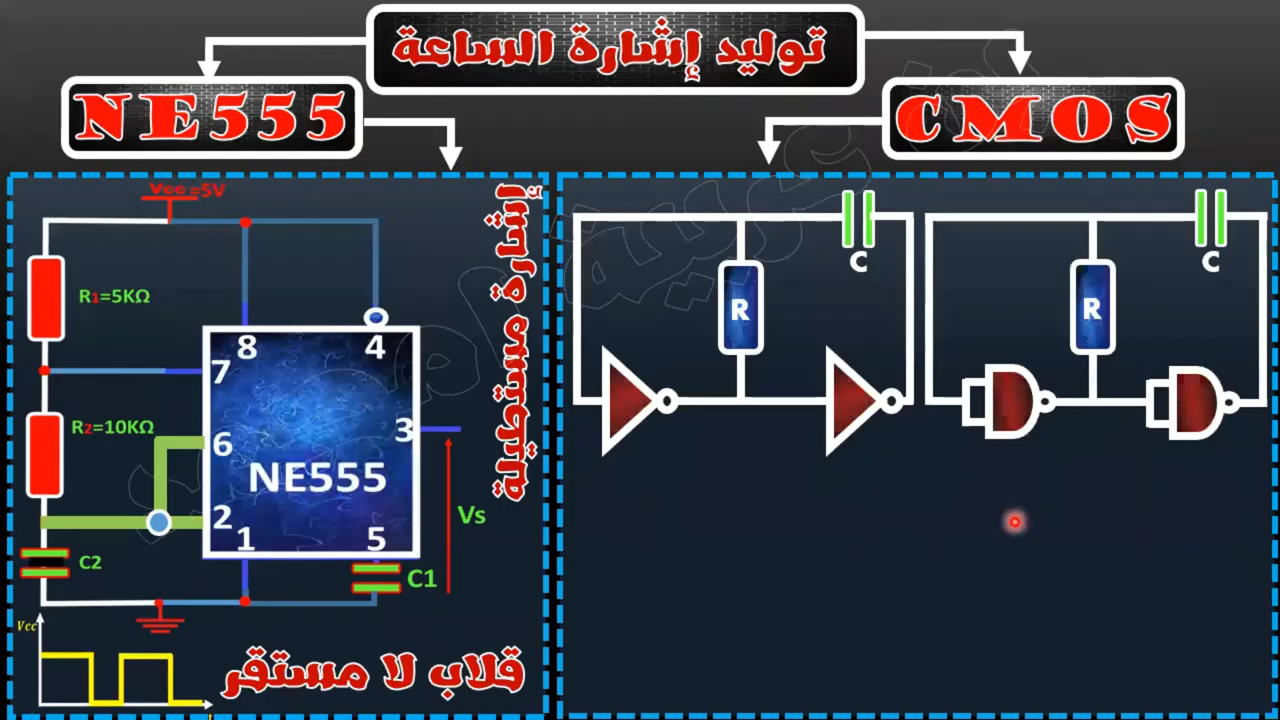 توليد إشارة الساعة
NE555
CMOS
Vcc=5V
إشارة مستطيلة
R1=5KΩ
R2=10KΩ
C2
8
4
7
6
3
2
1
5
NE555
Vs
C1
Vcc
قلاب لا مستقر
C
R
C
R